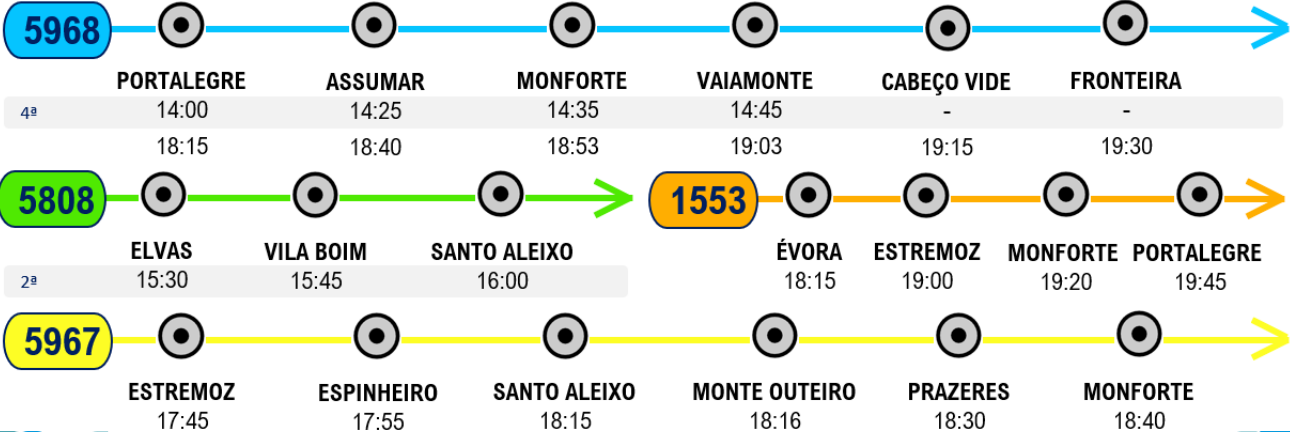 5968
PORTALEGRE ASSUMAR MONFORTE VAIAMONTE CABEÇO VIDE FRONTEIRA
4ª 14:00 14:25 14:35 14:45 - -
18:15 18:40 18:53 19:03 19:15 19:30
5808
ELVAS VILA BOIM SANTO ALEIXO
2ª 15:30 15:45 16:00
1553
ÉVORA ESTREMOZ MONFORTE PORTALEGRE
18:15 19:00 19:20 19:45
5967
ESTREMOZ ESPINHEIRO SANTO ALEIXO MONTE OUTEIRO PRAZERES MONFORTE
17:45 17:55 18:15 18:16 18:30 18:40